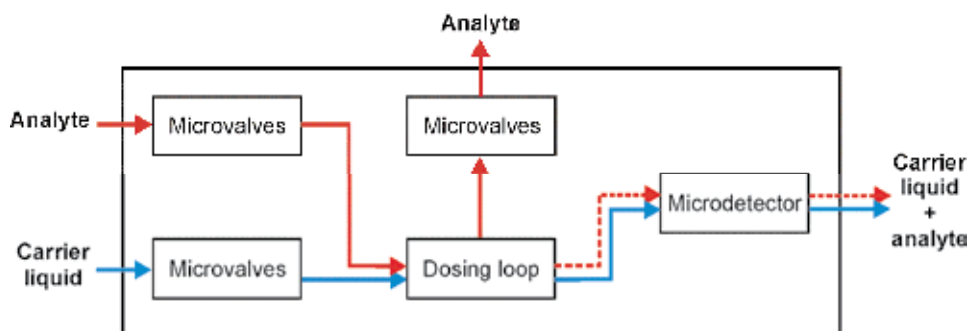 Analyte
Analyte
Microvalves
Microvalves
Carrier
liquid
+
analyte
Microdetector
Carrier
liquid
Microvalves
Dosing loop